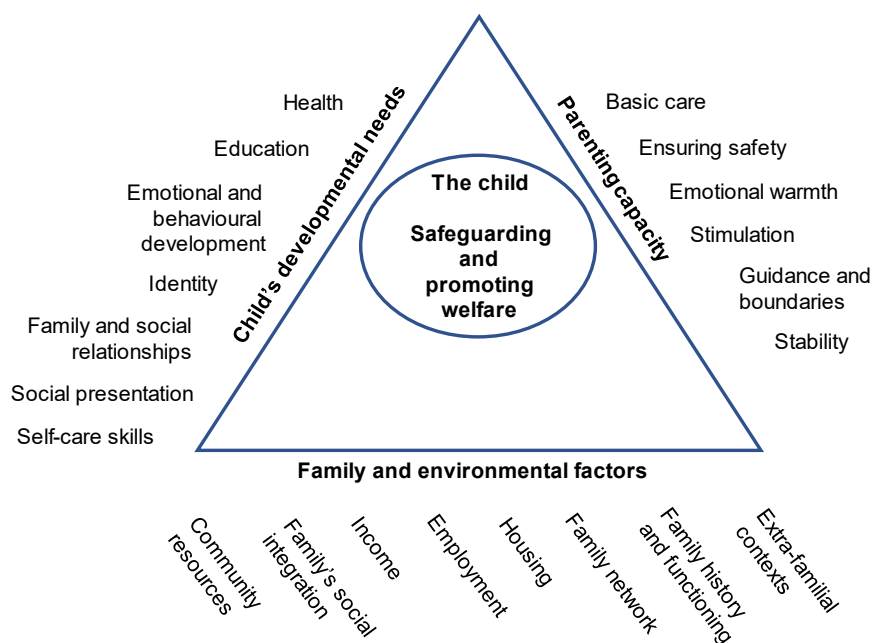 Health
Education
Emotional and
behavioural
development
Identity
Family and social
relationships
Social presentation
Self-care skills
Child's developmental needs
The child
Safeguarding
and
promoting
welfare
Parenting capacity
Basic care
Ensuring safety
Emotional warmth
Stimulation
Guidance and
boundaries
Stability
Family and environmental factors
Community
resources
Family's social
integration
Income
Employment
Housing
Family network
Family history
and functioning
Extra-familial
contexts